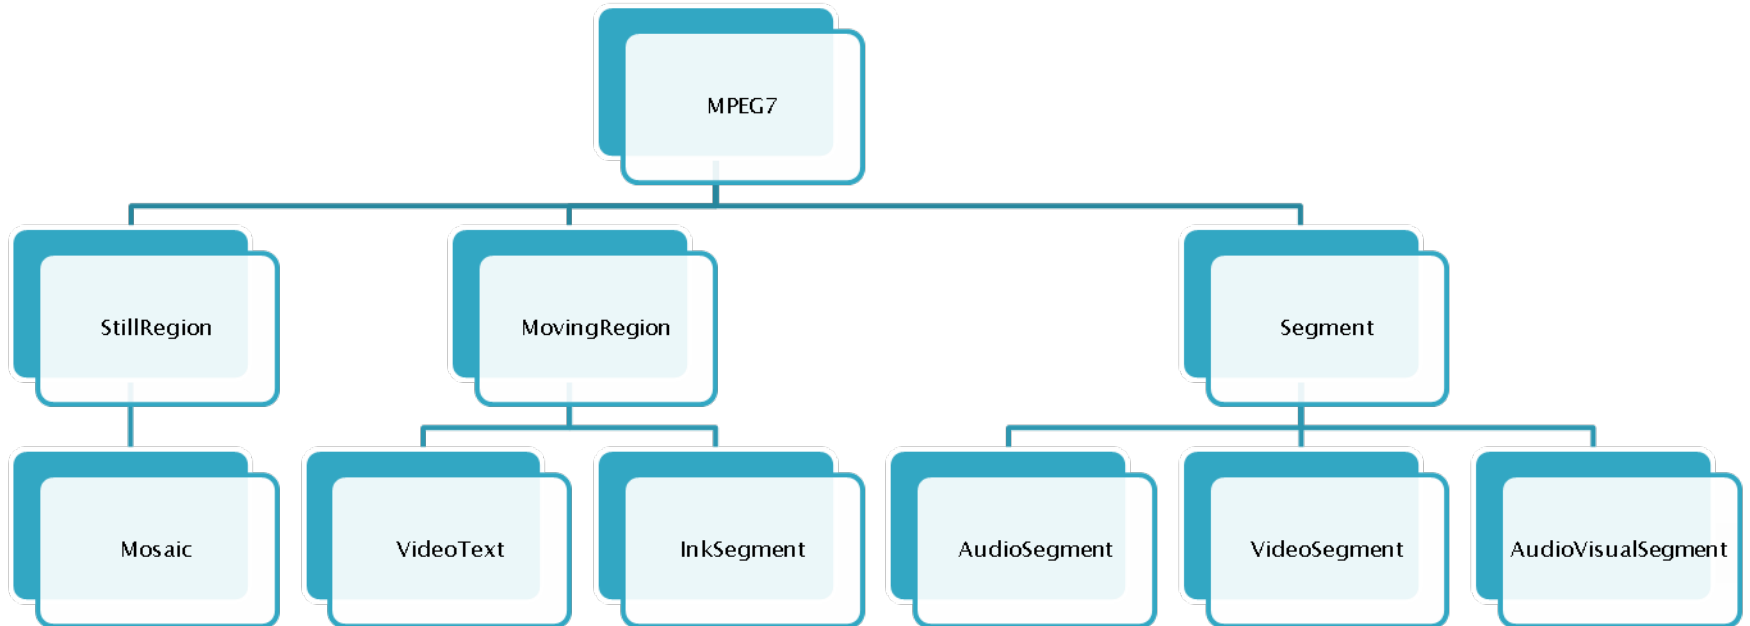 MPEG7
StillRegion
MovingRegion
Segment
Mosaic
VideoText
InkSegment
AudioSegment
VideoSegment
AudioVisualSegment